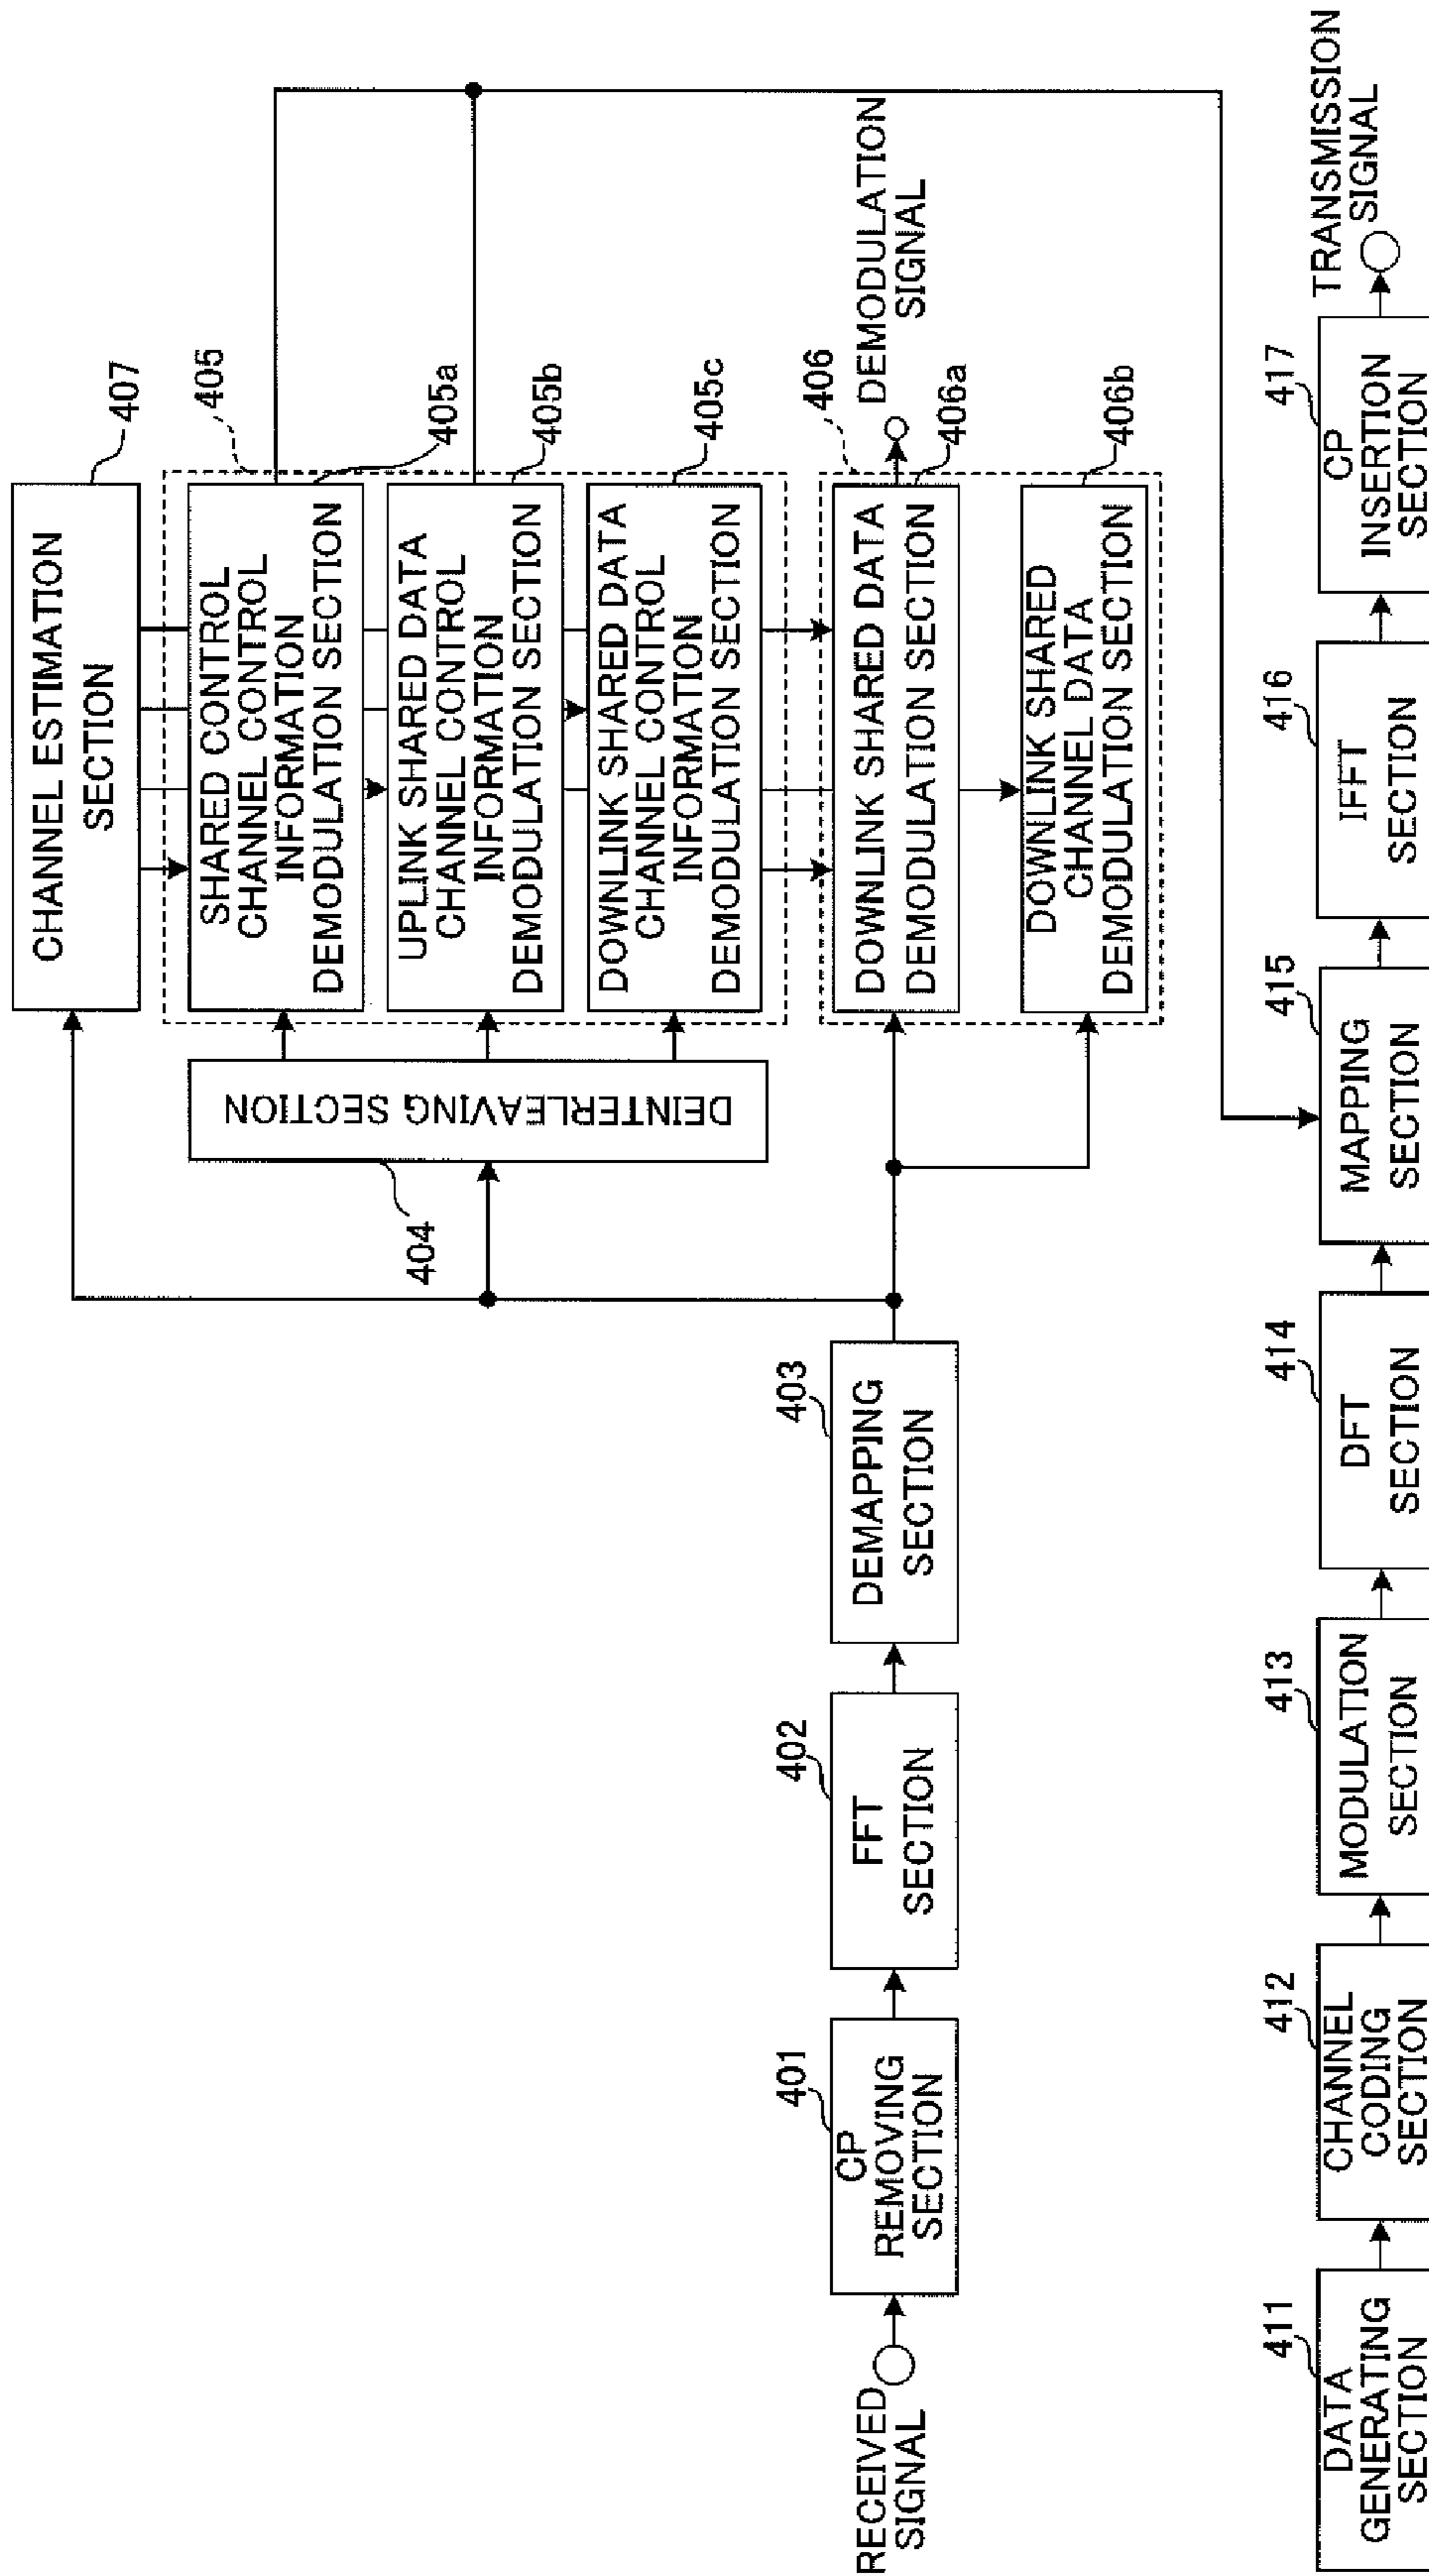 CHANNEL ESTIMATION
SECTION
407
SHARED CONTROL
CHANNEL CONTROL
INFORMATION
DEMODULATION SECTION
405
405a
UPLINK SHARED DATA
CHANNEL CONTROL
INFORMATION
DEMODULATION SECTION
405b
DOWNLINK SHARED DATA
CHANNEL CONTROL
INFORMATION
DEMODULATION SECTION
405c
DEINTERLEAVING SECTION
404
DOWNLINK SHARED DATA
DEMODULATION SECTION
406
406a
DEMODULATION
SIGNAL
DOWNLINK SHARED
CHANNEL DATA
DEMODULATION SECTION
406b
RECEIVED
SIGNAL
401
CP
REMOVING
SECTION
402
FFT
SECTION
403
DEMAPPING
SECTION
411
DATA
GENERATING
SECTION
412
CHANNEL
CODING
SECTION
413
MODULATION
SECTION
414
DFT
SECTION
415
MAPPING
SECTION
416
IFFT
SECTION
417
CP
INSERTION
SECTION
TRANSMISSION
SIGNAL